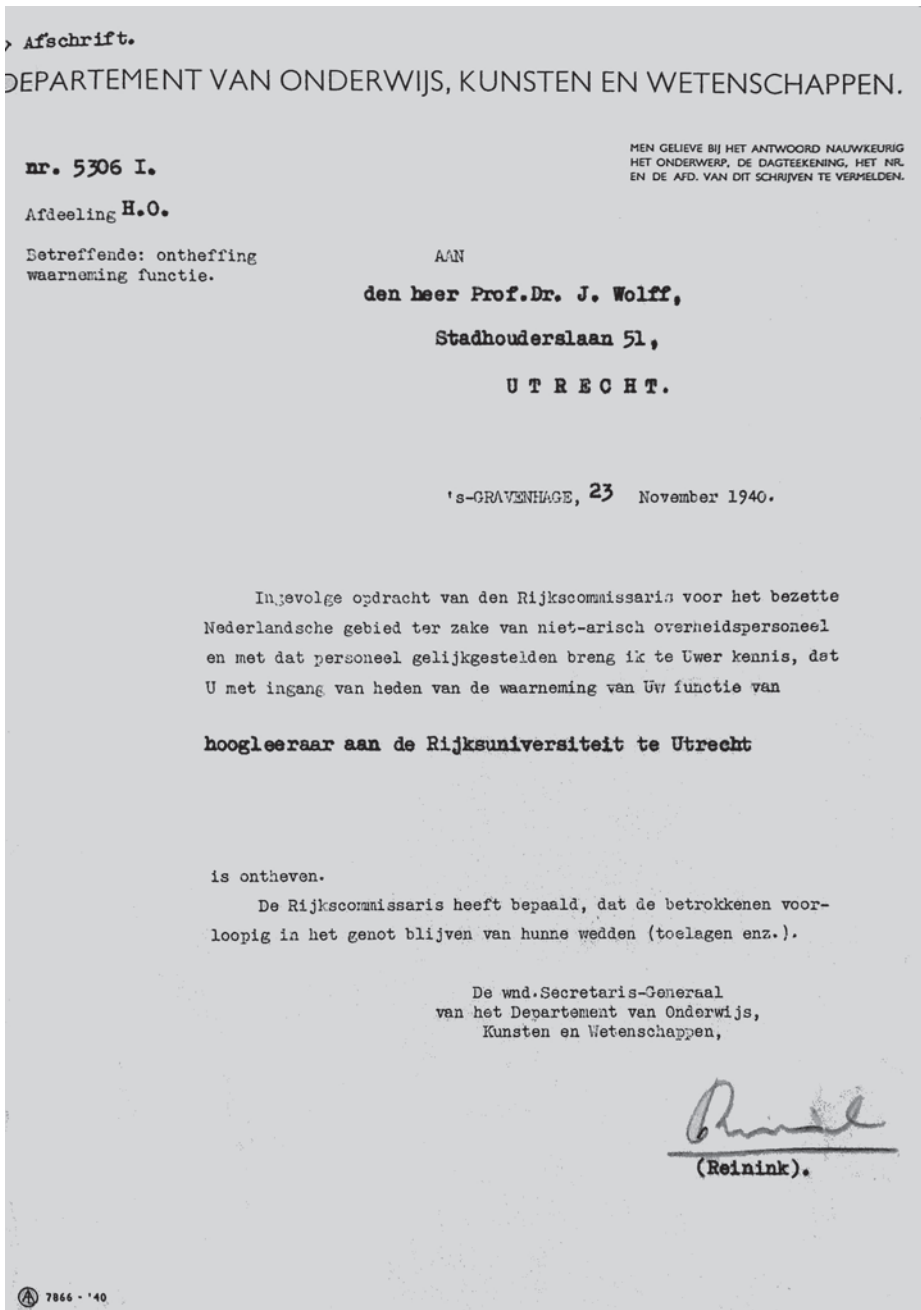 Afschrift.
DEPARTEMENT VAN ONDERWIJS, KUNSTEN EN WETENSCHAPPEN.
nr. 5306 I.
MEN GELIEVE BIJ HET ANTWOORD NAUWKEURIG
HET ONDERWERP, DE DAGTEEKENING, HET NR.
EN DE AFD. VAN DIT SCHRIJVEN TE VERMELDEN.
Afdeeling H.O.
Betreffende: ontheffing
waarneming functie.
AAN
den heer Prof.Dr. J. Wolff,
Stadhouderslaan 51,
UTRECHT.
's-GRAVENHAGE, 23 November 1940.
Ingevolge opdracht van den Rijkscommissaris voor het bezette
Nederlandsche gebied ter zake van niet-arisch overheidspersoneel
en met dat personeel gelijkgestelden breng ik te Uwer kennis, dat
U met ingang van heden van de waarneming van Uw functie van
hoogleeraar aan de Rijksuniversiteit te Utrecht
is ontheven.
De Rijkscommissaris heeft bepaald, dat de betrokkenen voor-
loopig in het genot blijven van hunne wedden (toelagen enz.).
De wnd.Secretaris-Generaal
van het Departement van Onderwijs,
Kunsten en Wetenschappen,
(Reinink).
7866 - '40